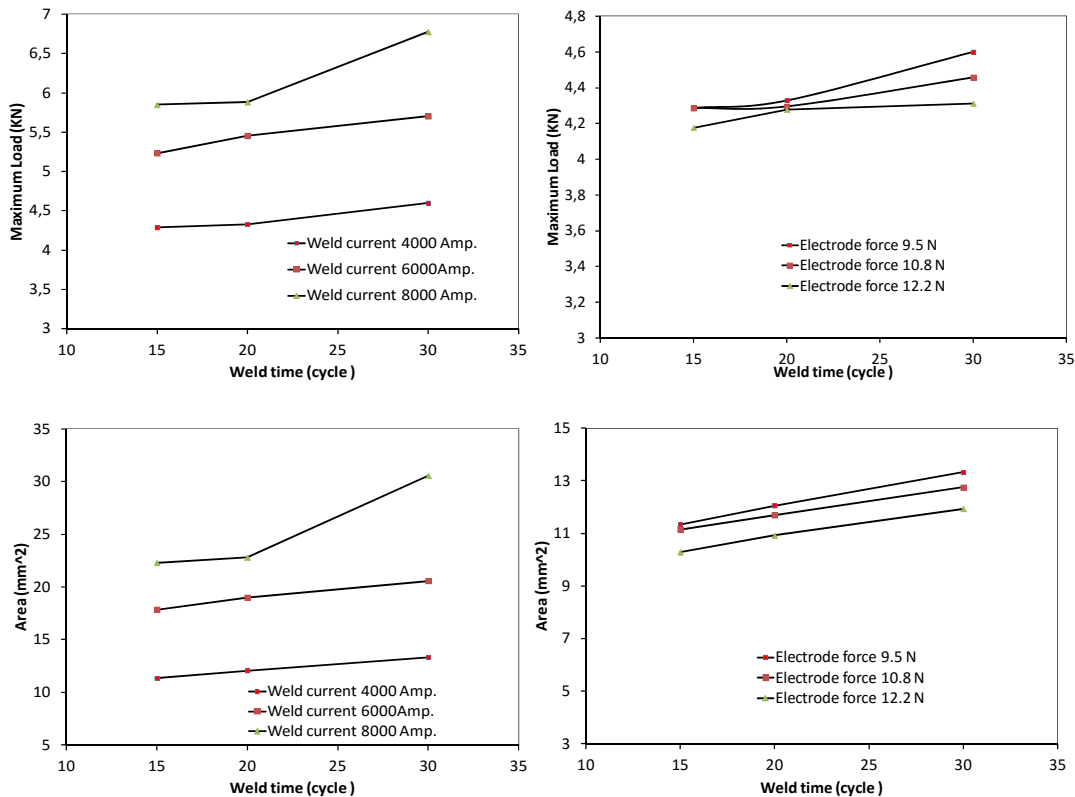 7
6,5
6
5,5
5
4,5
4
3,5
3
10 15 20 25 30 35
Maximum Load (KN)
Weld time (cycle )
Weld current 4000 Amp.
Weld current 6000Amp.
Weld current 8000 Amp.
4,8
4,6
4,4
4,2
4
3,8
3,6
3,4
3,2
3
10 15 20 25 30 35
Maximum Load (KN)
Weld time (cycle )
Electrode force 9.5 N
Electrode force 10.8 N
Electrode force 12.2 N
35
30
25
20
15
10
5
10 15 20 25 30 35
Area (mm^2)
Weld time (cycle )
Weld current 4000 Amp.
Weld current 6000Amp.
Weld current 8000 Amp.
15
13
11
9
7
5
3
10 15 20 25 30 35
Area (mm^2)
Weld time (cycle )
Electrode force 9.5 N
Electrode force 10.8 N
Electrode force 12.2 N